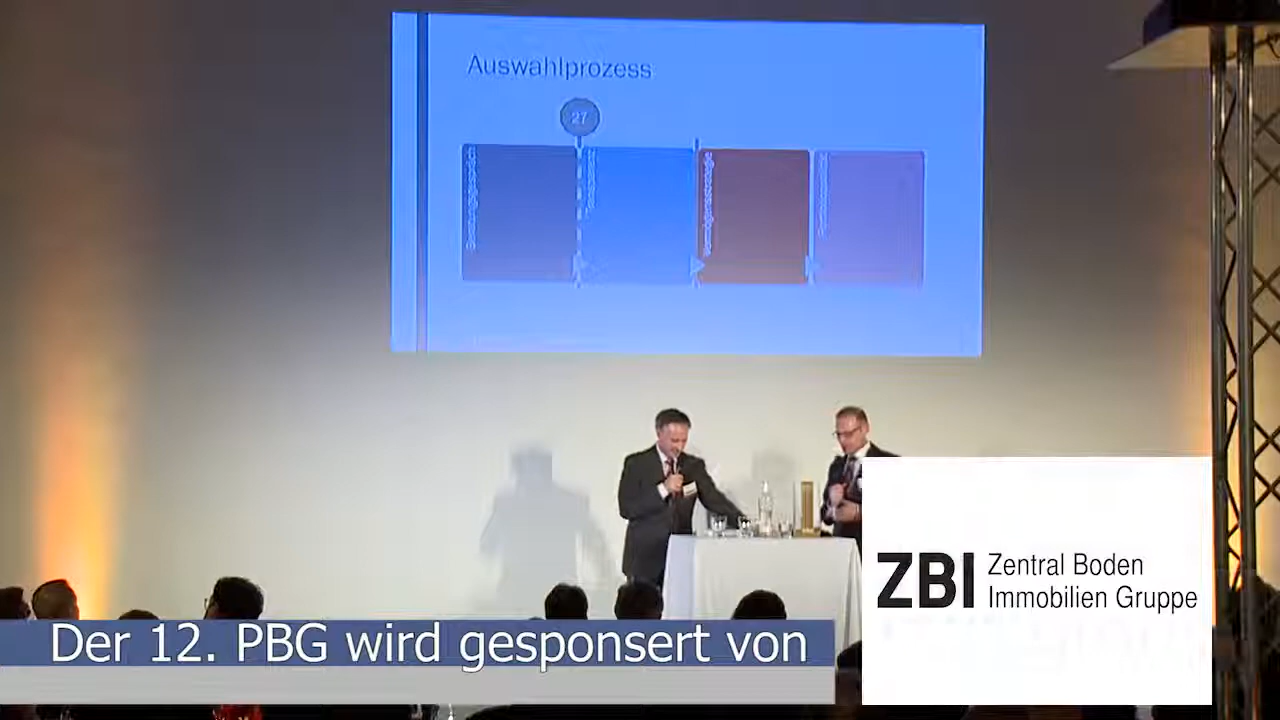 Auswahlprozess
27
Der 12. PBG wird gesponsert von
ZBI Zentral Boden
Immobilien Gruppe